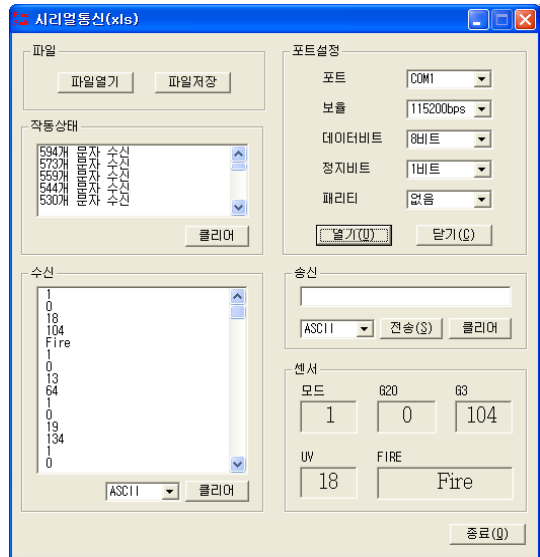 시리얼통신(xls)
파일
파일열기
파일저장
작동상태
594개 문자 수신
573개 문자 수신
559개 문자 수신
544개 문자 수신
530개 문자 수신
클리어
포트설정
포트
COM1
보율
115200bps
데이터비트
8비트
정지비트
1비트
패리티
없음
열기(U)
닫기(C)
수신
1
0
18
104
Fire
1
0
13
64
1
0
19
134
1
0
ASCII
클리어
송신
ASCII
전송(S)
클리어
센서
모드
G20
G3
1
0
104
UV
FIRE
18
Fire
종료(Q)